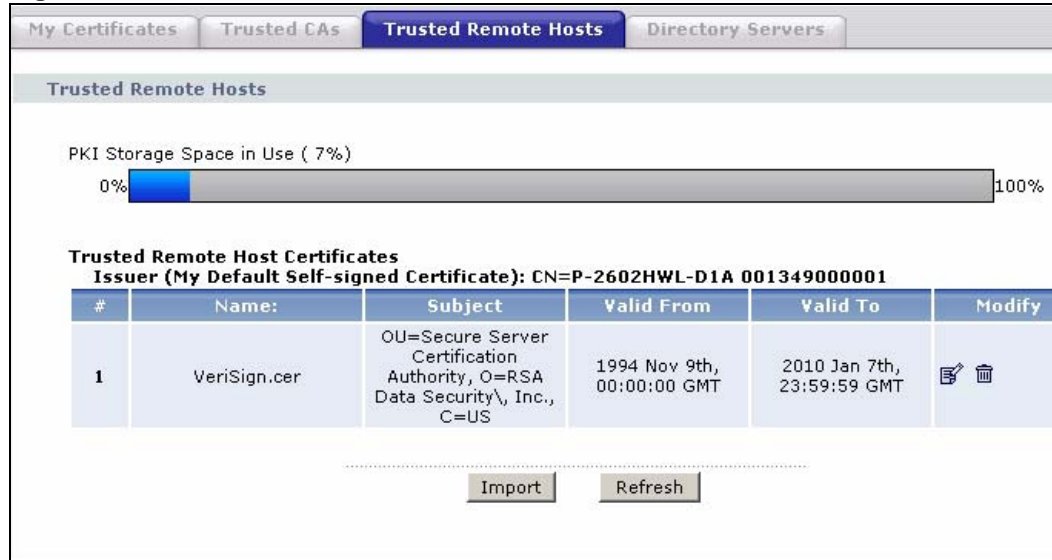 My Certificates Trusted CAs Trusted Remote Hosts Directory Servers
Trusted Remote Hosts
PKI Storage Space in Use ( 7%)
0% 100%
Trusted Remote Host Certificates
Issuer (My Default Self-signed Certificate): CN=P-2602HWL-D1A 001349000001
# Name: Subject Valid From Valid To Modify
1 VeriSign.cer
OU=Secure Server
Certification
Authority, O=RSA
Data Security\, Inc.,
C=US
1994 Nov 9th,
00:00:00 GMT
2010 Jan 7th,
23:59:59 GMT
Import Refresh